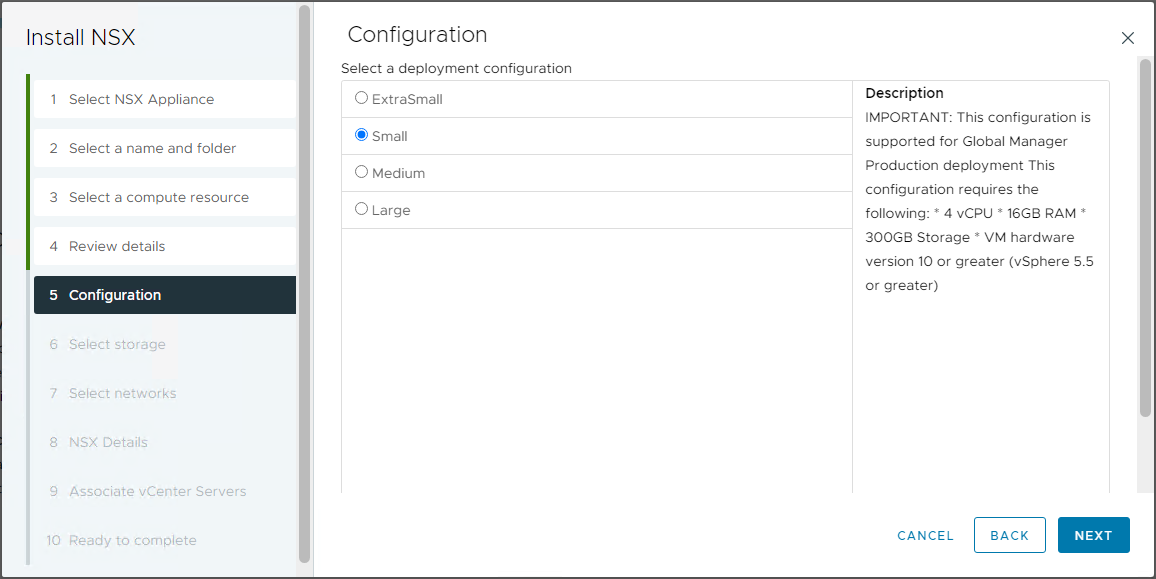 Install NSX
1 Select NSX Appliance
2 Select a name and folder
3 Select a compute resource
4 Review details
5 Configuration
6 Select storage
7 Select networks
8 NSX Details
9 Associate vCenter Servers
10 Ready to complete
Configuration
Select a deployment configuration
ExtraSmall
Small
Medium
Large
Description
IMPORTANT: This configuration is
supported for Global Manager
Production deployment This
configuration requires the
following: * 4 vCPU * 16GB RAM *
300GB Storage * VM hardware
version 10 or greater (vSphere 5.5
or greater)
CANCEL
BACK
NEXT